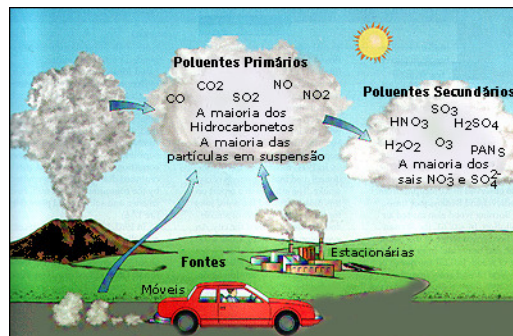 Poluentes Primários
CO
CO2
SO2
NO
NO2
A maioria dos
Hidrocarbonetos
A maioria das
partículas em suspensão
Poluentes Secundários
SO3
HNO3
H2SO4
H2O2
O3
PANS
A maioria dos
sais NO3- e SO4 2-
Fontes
Estacionárias
Móveis